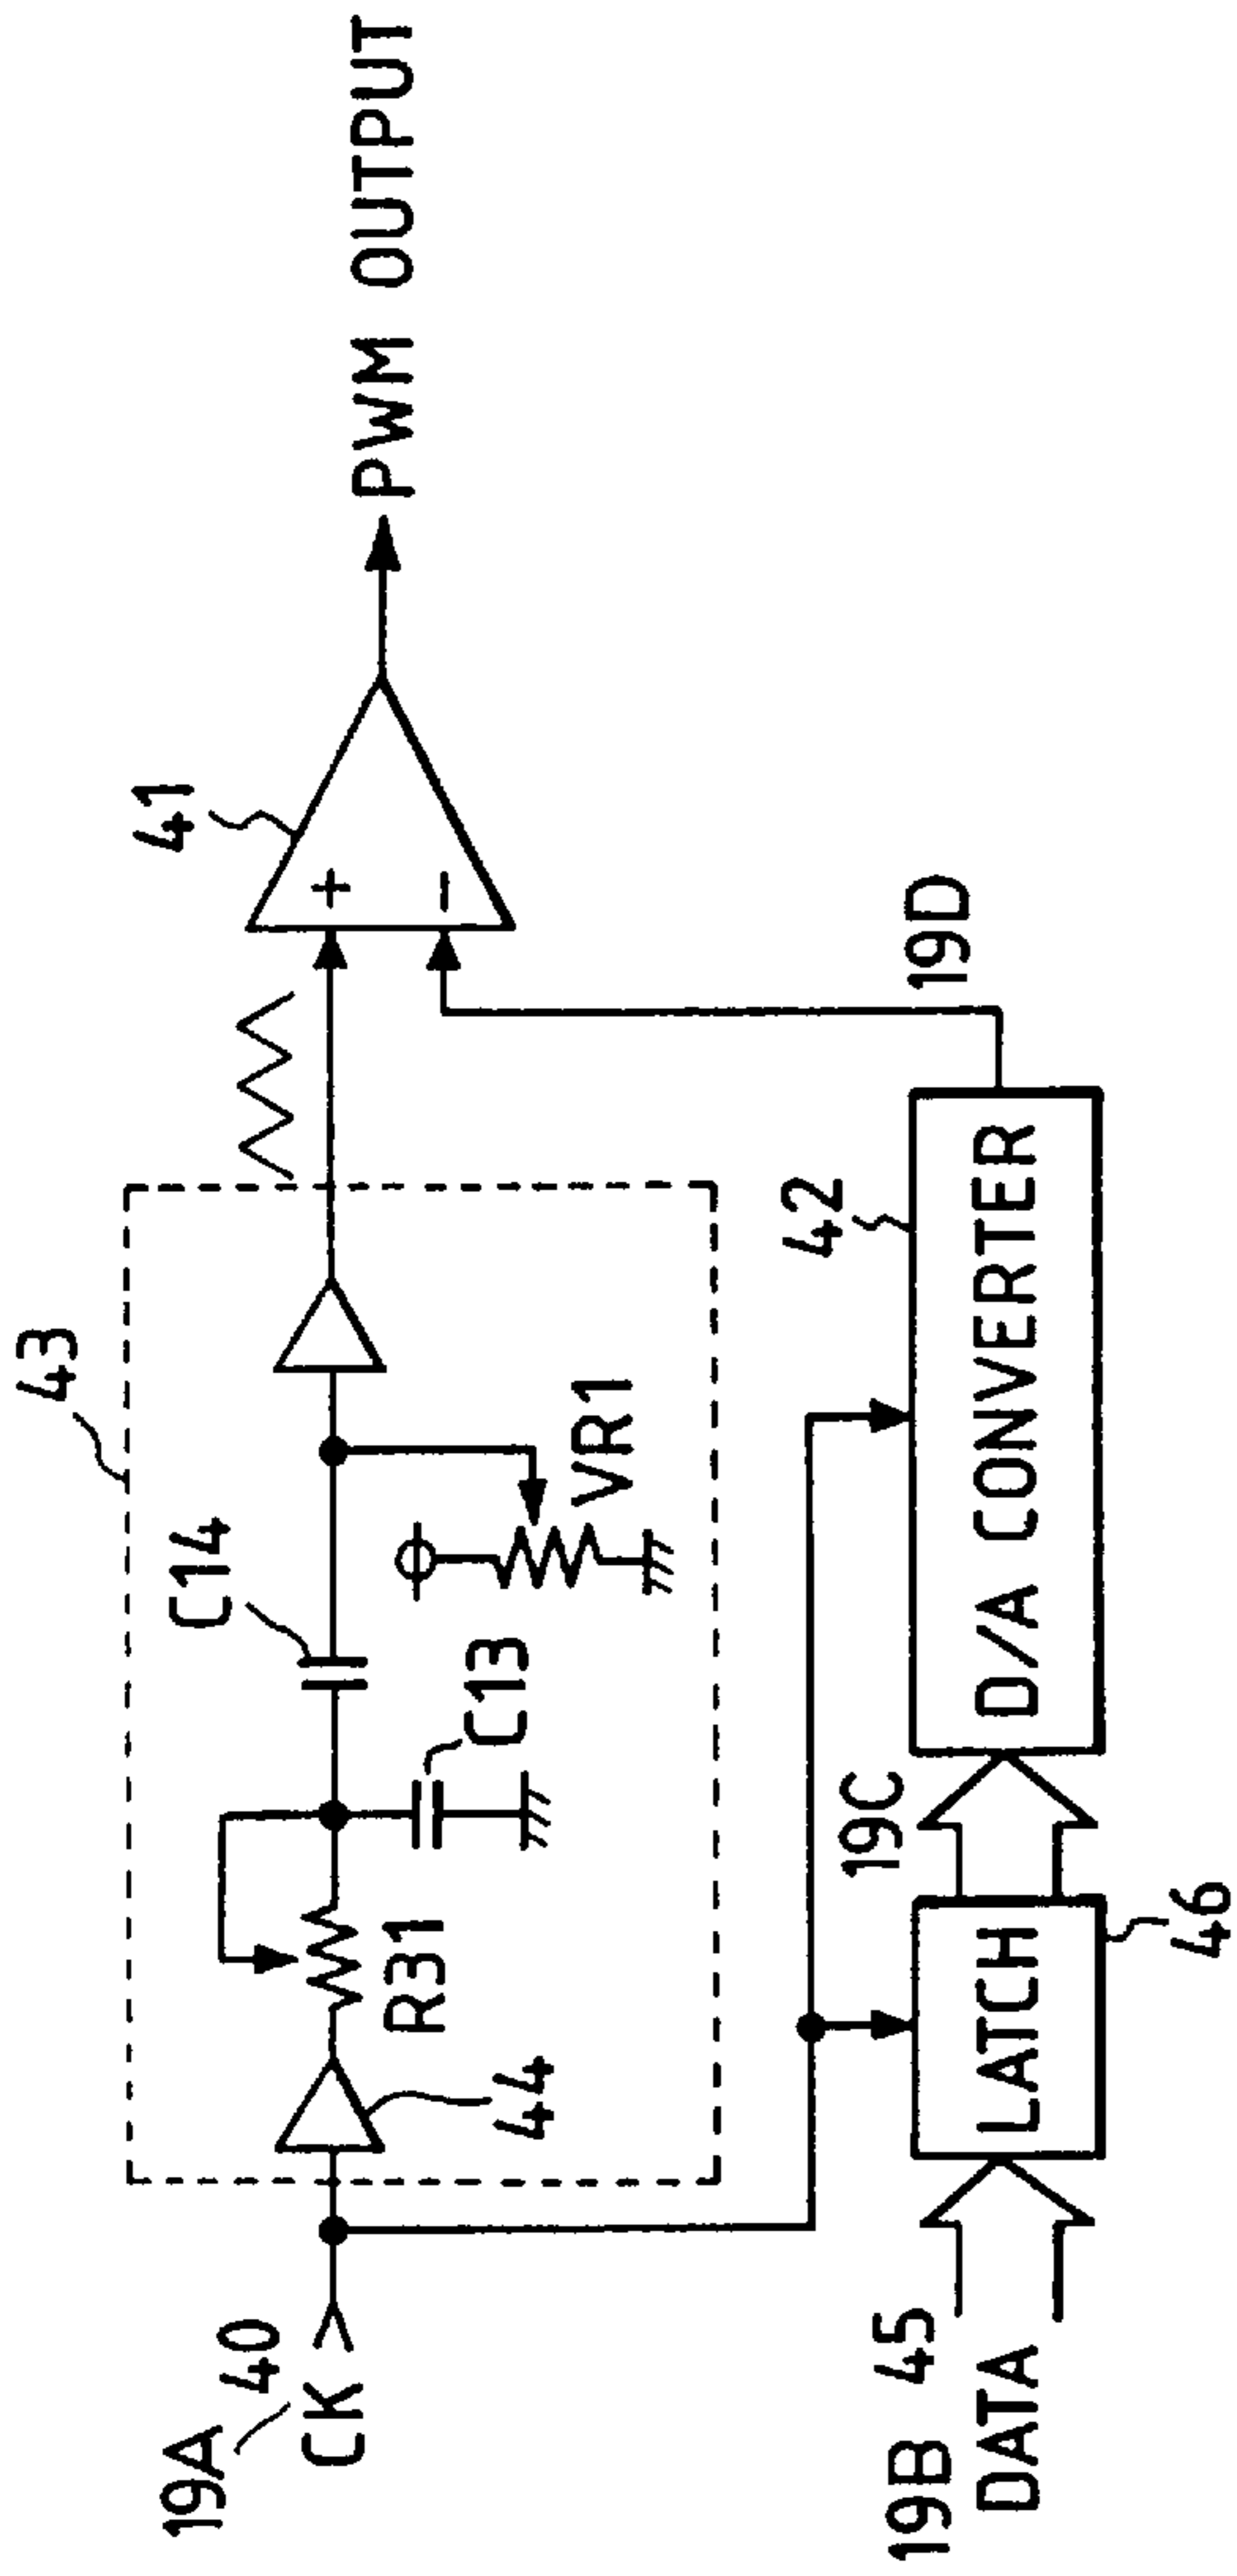 43
C14
41
19A
40
CK
44
R31
C13
VR1
+
−
PWM OUTPUT
19B
45
DATA
LATCH
46
19C
D/A CONVERTER
42
19D